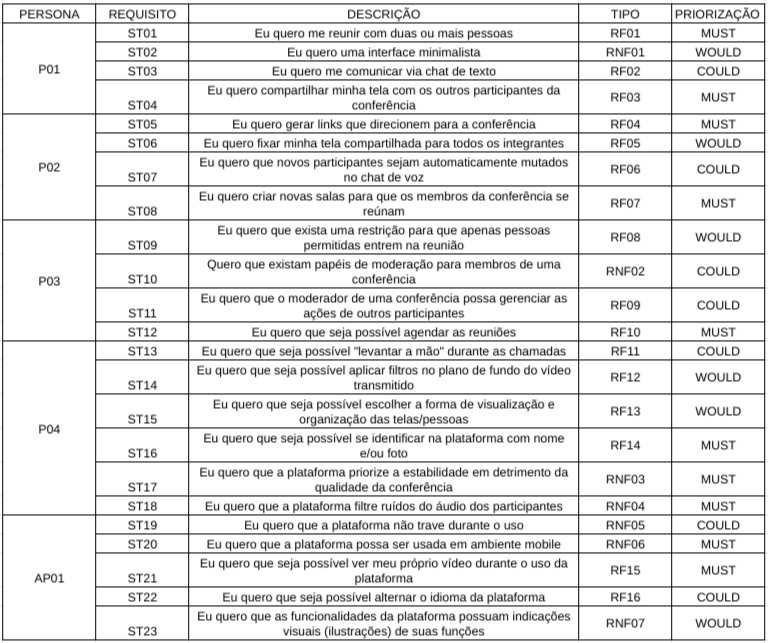 PERSONA REQUISITO DESCRIÇÃO TIPO PRIORIZAÇÃO
P01
ST01 Eu quero me reunir com duas ou mais pessoas RF01 MUST
ST02 Eu quero uma interface minimalista RNF01 WOULD
ST03 Eu quero me comunicar via chat de texto RF02 COULD
ST04 Eu quero compartilhar minha tela com os outros participantes da
conferência RF03 MUST
P02
ST05 Eu quero gerar links que direcionem para a conferência RF04 MUST
ST06 Eu quero fixar minha tela compartilhada para todos os integrantes RF05 WOULD
ST07 Eu quero que novos participantes sejam automaticamente mutados
no chat de voz RF06 COULD
ST08 Eu quero criar novas salas para que os membros da conferência se
reúnam RF07 MUST
P03
ST09 Eu quero que exista uma restrição para que apenas pessoas
permitidas entrem na reunião RF08 WOULD
ST10 Quero que existam papéis de moderação para membros de uma
conferência RNF02 COULD
ST11 Eu quero que o moderador de uma conferência possa gerenciar as
ações de outros participantes RF09 COULD
ST12 Eu quero que seja possível agendar as reuniões RF10 MUST
P04
ST13 Eu quero que seja possível "levantar a mão" durante as chamadas RF11 COULD
ST14 Eu quero que seja possível aplicar filtros no plano de fundo do vídeo
transmitido RF12 WOULD
ST15 Eu quero que seja possível escolher a forma de visualização e
organização das telas/pessoas RF13 WOULD
ST16 Eu quero que seja possível se identificar na plataforma com nome
e/ou foto RF14 MUST
ST17 Eu quero que a plataforma priorize a estabilidade em detrimento da
qualidade da conferência RNF03 MUST
ST18 Eu quero que a plataforma filtre ruídos do áudio dos participantes RNF04 MUST
AP01
ST19 Eu quero que a plataforma não trave durante o uso RNF05 COULD
ST20 Eu quero que a plataforma possa ser usada em ambiente mobile RNF06 MUST
ST21 Eu quero que seja possível ver meu próprio vídeo durante o uso da
plataforma RF15 MUST
ST22 Eu quero que seja possível alternar o idioma da plataforma RF16 COULD
ST23 Eu quero que as funcionalidades da plataforma possuam indicações
visuais (ilustrações) de suas funções RNF07 WOULD